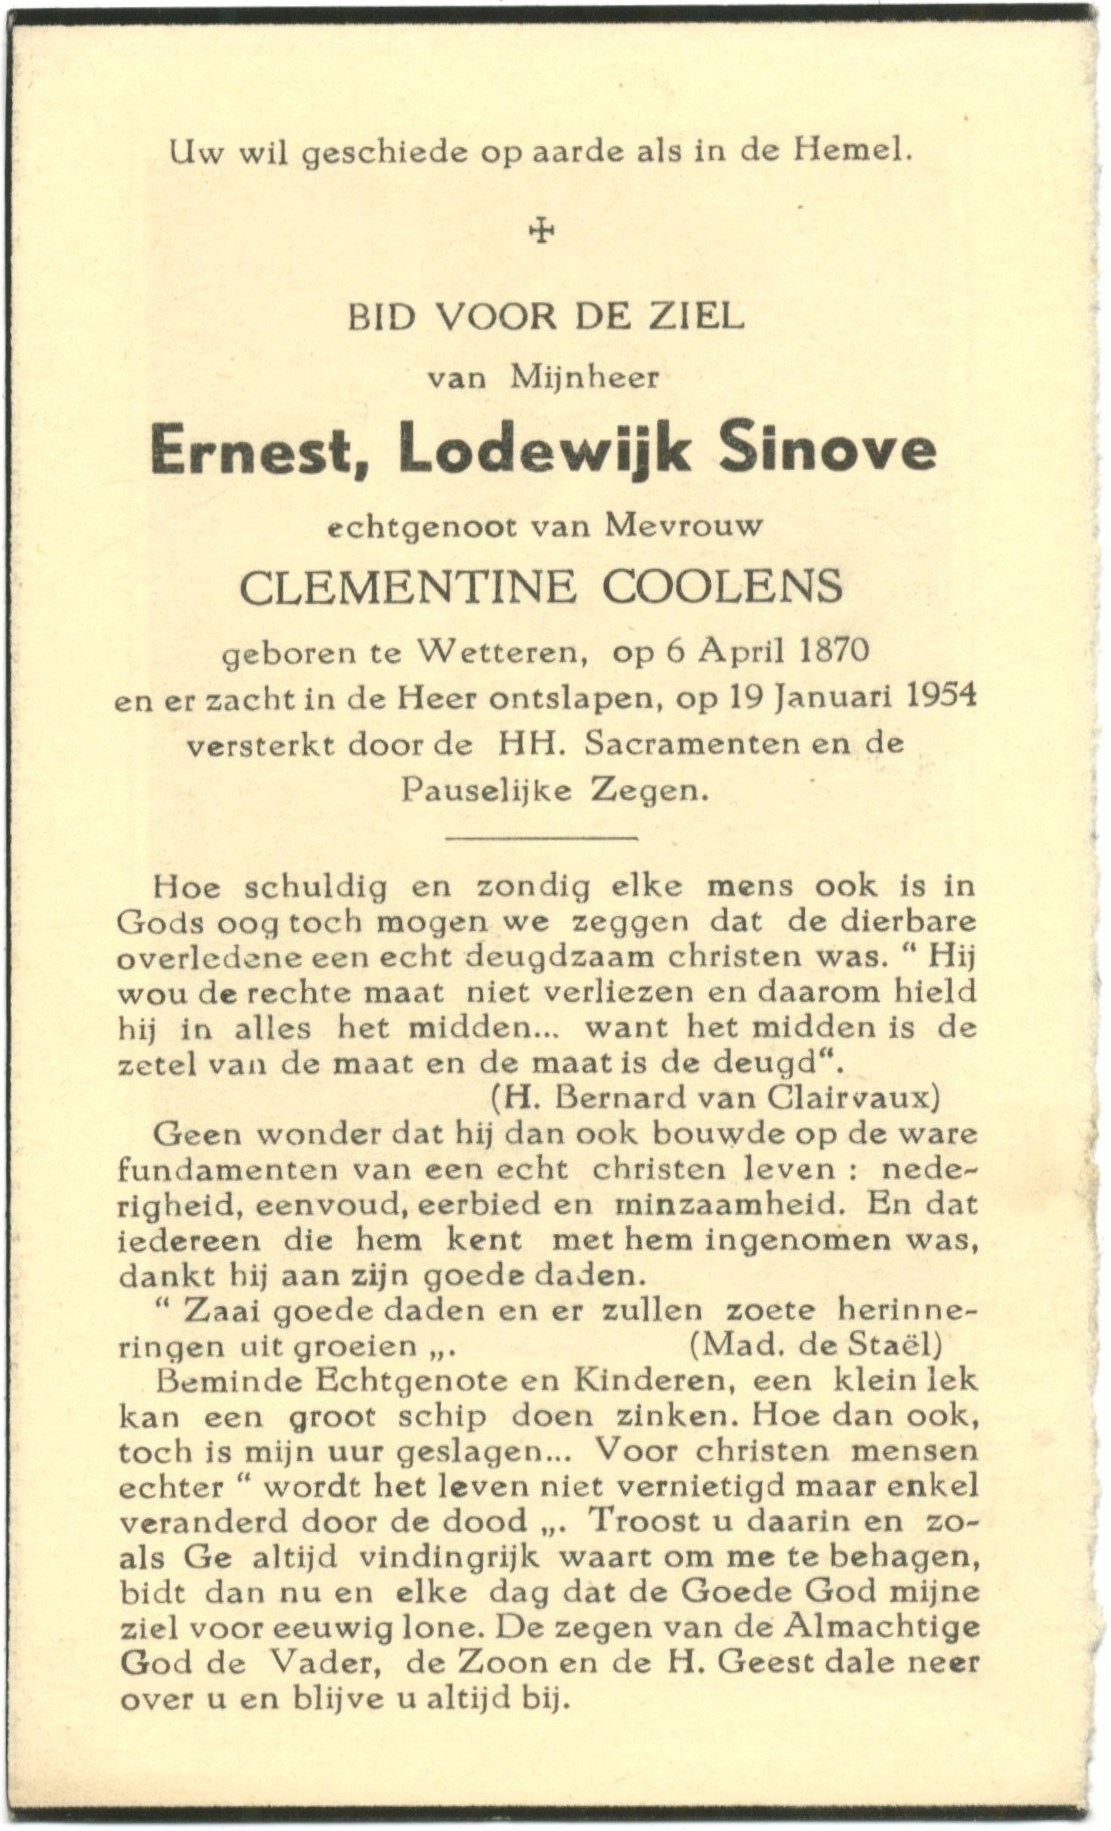 Uw wil geschiede op aarde als in de Hemel.
✠
BID VOOR DE ZIEL
van Mijnheer
Ernest, Lodewijk Sinove
echtgenoot van Mevrouw
CLEMENTINE COOLENS
geboren te Wetteren, op 6 April 1870
en er zacht in de Heer ontslapen, op 19 Januari 1954
versterkt door de HH. Sacramenten en de
Pauselijke Zegen.
Hoe schuldig en zondig elke mens ook is in
Gods oog toch mogen we zeggen dat de dierbare
overledene een echt deugdzaam christen was. “ Hij
wou de rechte maat niet verliezen en daarom hield
hij in alles het midden... want het midden is de
zetel van de maat en de maat is de deugd“.
(H. Bernard van Clairvaux)
Geen wonder dat hij dan ook bouwde op de ware
fundamenten van een echt christen leven : nede-
righeid, eenvoud, eerbied en minzaamheid. En dat
iedereen die hem kent met hem ingenomen was,
dankt hij aan zijn goede daden.
“ Zaai goede daden en er zullen zoete herinne-
ringen uit groeien „. (Mad. de Staël)
Beminde Echtgenote en Kinderen, een klein lek
kan een groot schip doen zinken. Hoe dan ook,
toch is mijn uur geslagen... Voor christen mensen
echter “ wordt het leven niet vernietigd maar enkel
veranderd door de dood „. Troost u daarin en zo-
als Ge altijd vindingrijk waart om me te behagen,
bidt dan nu en elke dag dat de Goede God mijne
ziel voor eeuwig lone. De zegen van de Almachtige
God de Vader, de Zoon en de H. Geest dale neer
over u en blijve u altijd bij.